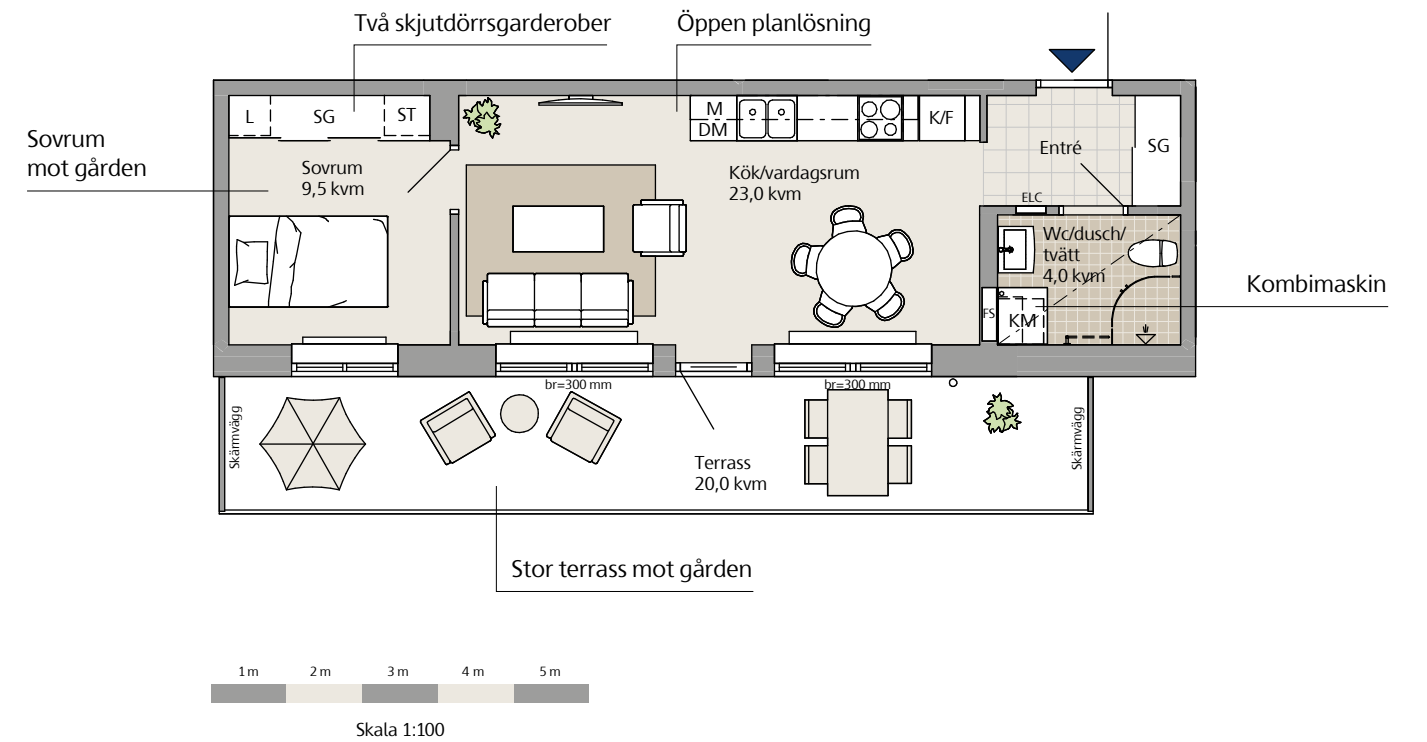 Två skjutdörrsgarderober
Öppen planlösning
Sovrum
mot gården
L
SG
ST
M
DM
K/F
Entré
SG
Sovrum
9,5 kvm
Kök/vardagsrum
23,0 kvm
ELC
Wc/dusch/
tvätt
4,0 kvm
Kombimaskin
FS
KM
br=300 mm
br=300 mm
Skärmvägg
Skärmvägg
Terrass
20,0 kvm
Stor terrass mot gården
1 m 2 m 3 m 4 m 5 m
Skala 1:100